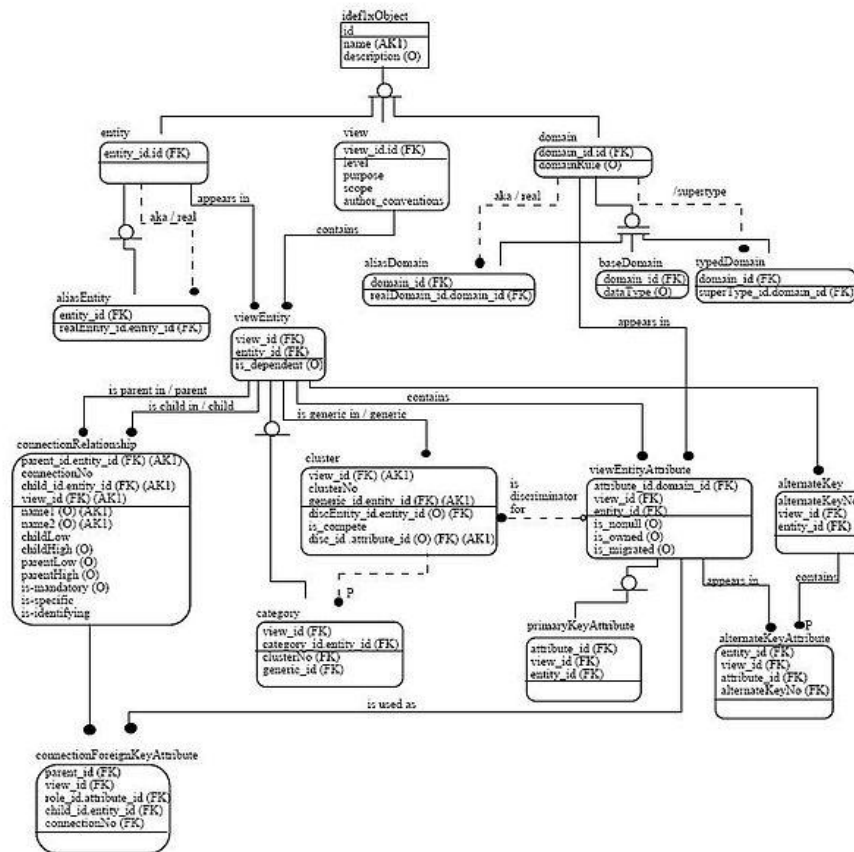 idef1xObject
id
name (AK1)
description (O)
entity
entity_id.id (FK)
view
view_id.id (FK)
level
purpose
scope
author_conventions
domain
domain_id.id (FK)
domainRule (O)
appears in
aka / real
contains
aka / real
/supertype
aliasEntity
entity_id (FK)
realEntity_id.entity_id (FK)
aliasDomain
domain_id (FK)
realDomain_id.domain_id (FK)
baseDomain
domain_id (FK)
dataType (O)
typedDomain
domain_id (FK)
superType_id.domain_id (FK)
viewEntity
view_id (FK)
entity_id (FK)
is_dependent (O)
appears in
is parent in / parent
is child in / child
is generic in / generic
contains
connectionRelationship
parent_id.entity_id (FK) (AK1)
connectionNo
child_id.entity_id (FK) (AK1)
view_id (FK) (AK1)
name1 (O) (AK1)
name2 (O) (AK1)
childLow
childHigh (O)
parentLow (O)
parentHigh (O)
is-mandatory (O)
is-specific
is-identifying
cluster
view_id (FK) (AK1)
clusterNo
generic_id.entity_id (FK) (AK1)
discEntity_id.entity_id (O) (FK)
is_compete
disc_id .attribute_id (O) (FK) (AK1)
is
discriminator
for
viewEntityAttribute
attribute_id.domain_id (FK)
view_id (FK)
entity_id (FK)
is_nonull (O)
is_owned (O)
is_migrated (O)
alternateKey
alternateKeyNo
view_id (FK)
entity_id (FK)
P
category
view_id (FK)
category_id.entity_id (FK)
clusterNo (FK)
generic_id (FK)
primaryKeyAttribute
attribute_id (FK)
view_id (FK)
entity_id (FK)
appears in
contains
P
alternateKeyAttribute
entity_id (FK)
view_id (FK)
attribute_id (FK)
alternateKeyNo (FK)
is used as
connectionForeignKeyAttribute
parent_id (FK)
view_id (FK)
role_id.attribute_id (FK)
child_id.entity_id (FK)
connectionNo (FK)